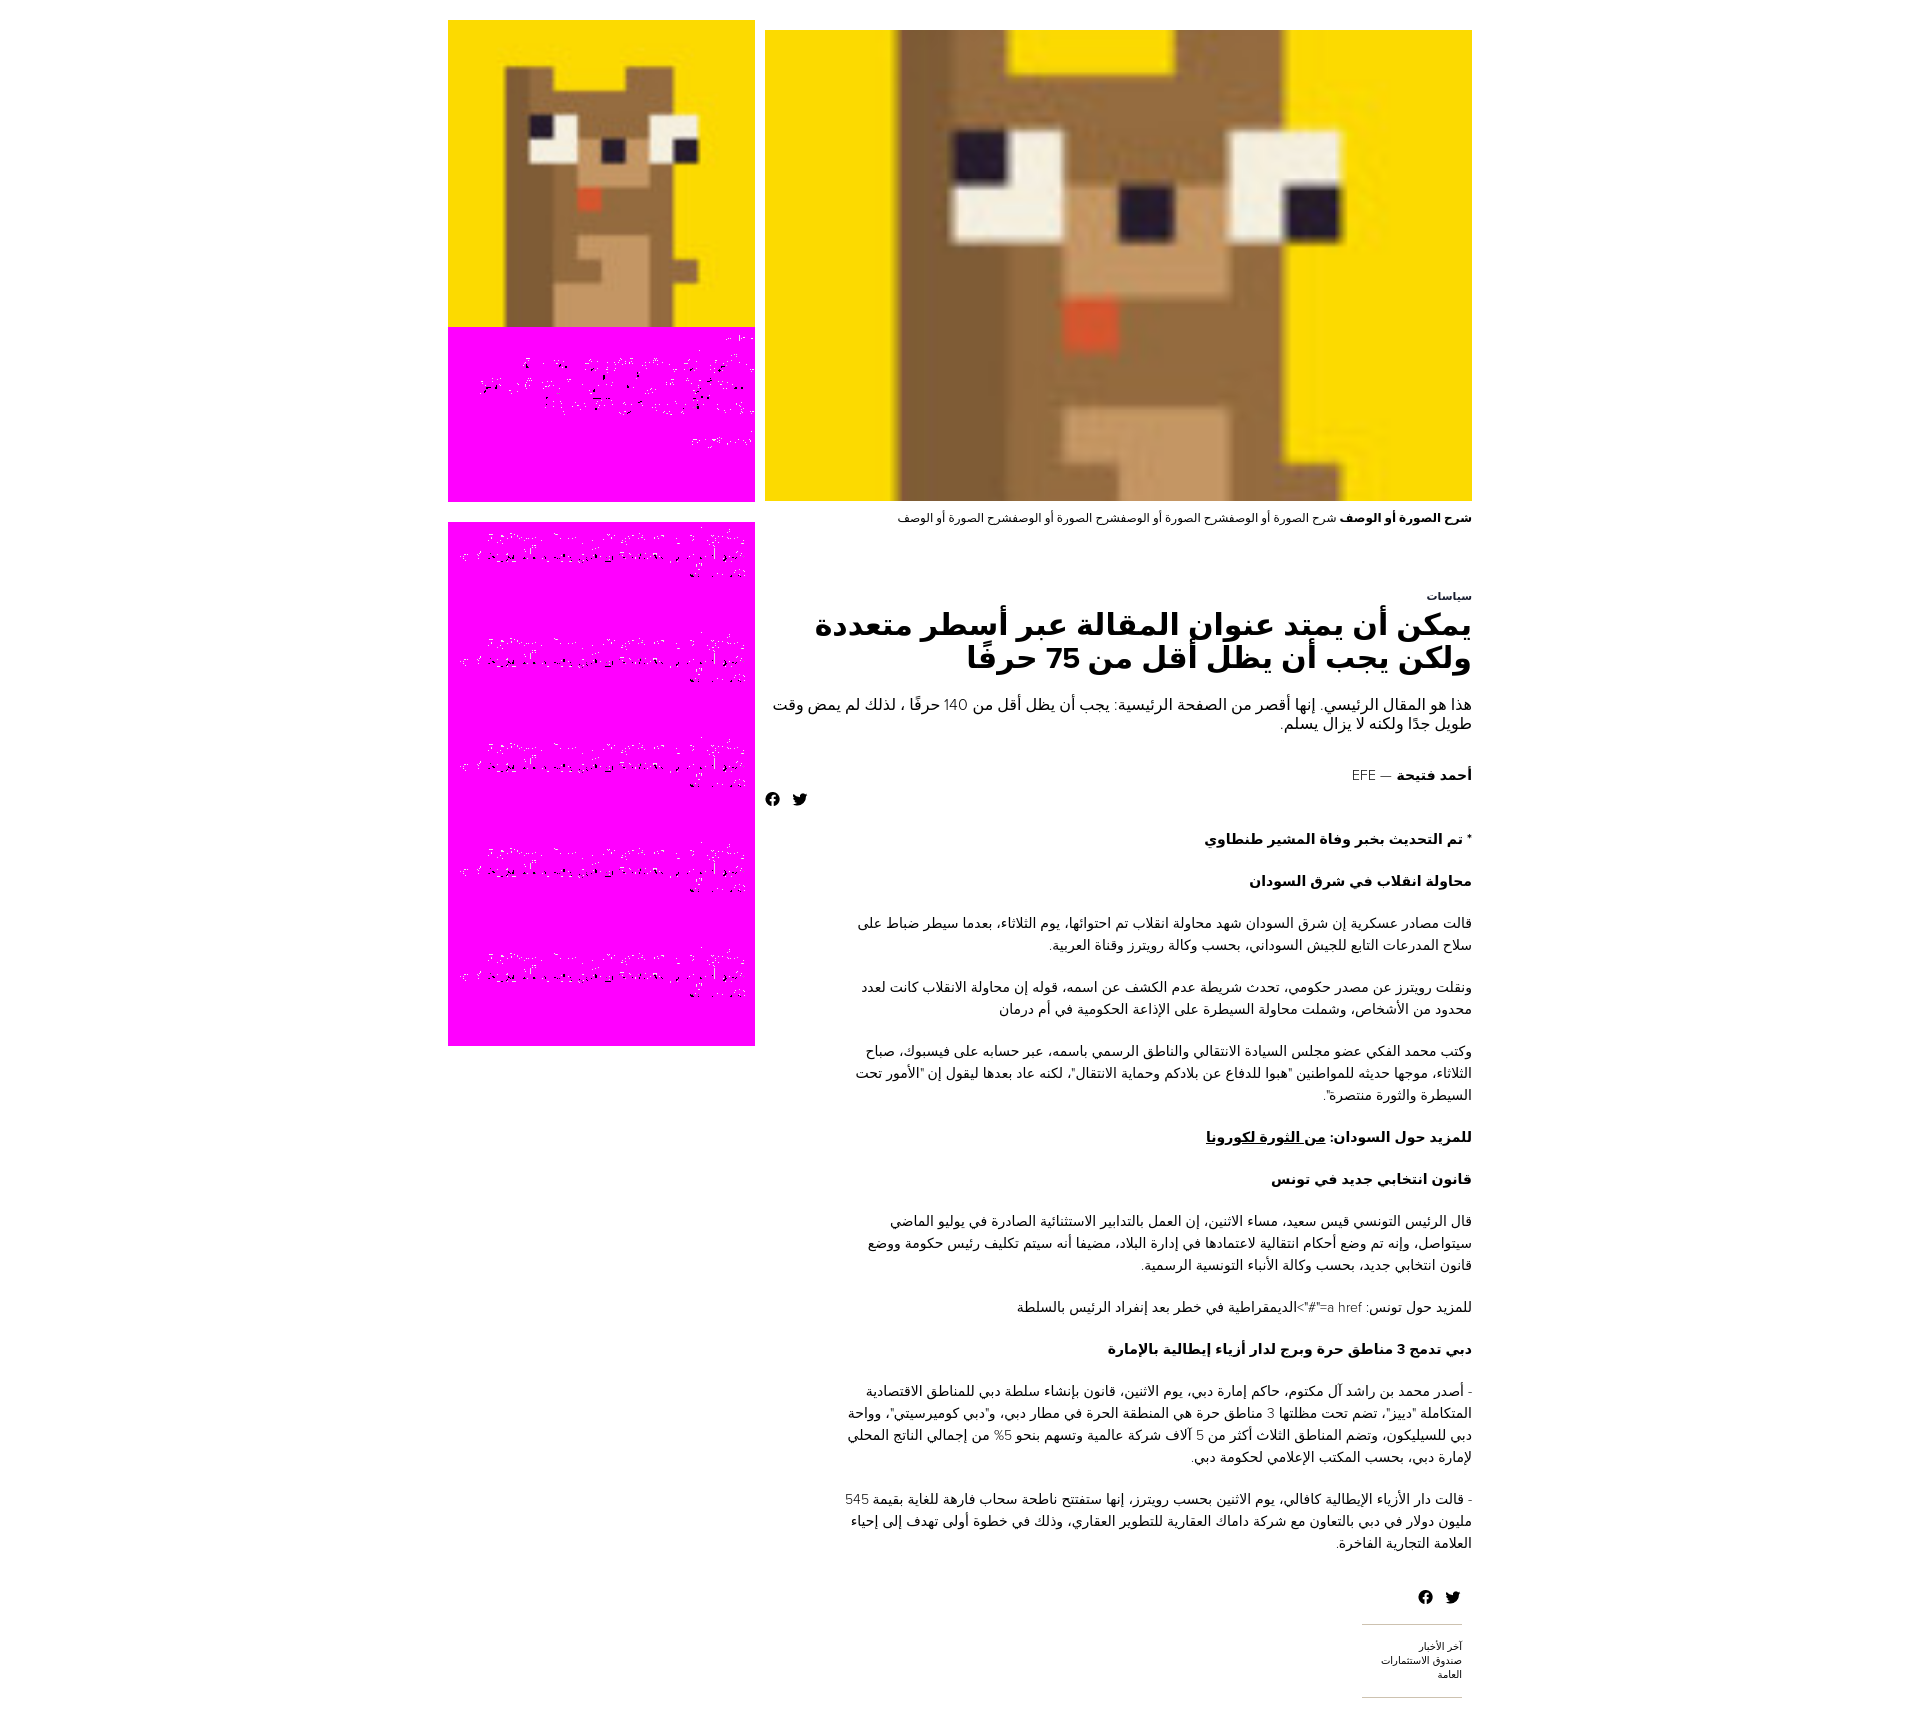 شرح الصورة أو الوصف شرح الصورة أو الوصفشرح الصورة أو الوصفشرح الصورة أو الوصفشرح الصورة أو الوصف
سياسات
يمكن أن يمتد عنوان المقالة عبر أسطر متعددة
ولكن يجب أن يظل أقل من 75 حرفًا
هذا هو المقال الرئيسي. إنها أقصر من الصفحة الرئيسية: يجب أن يظل أقل من 140 حرفًا ، لذلك لم يمض وقت
طويل جدًا ولكنه لا يزال يسلم.
أحمد فتيحة — EFE
* تم التحديث بخبر وفاة المشير طنطاوي
محاولة انقلاب في شرق السودان
قالت مصادر عسكرية إن شرق السودان شهد محاولة انقلاب تم احتوائها، يوم الثلاثاء، بعدما سيطر ضباط على
سلاح المدرعات التابع للجيش السوداني، بحسب وكالة رويترز وقناة العربية.
ونقلت رويترز عن مصدر حكومي، تحدث شريطة عدم الكشف عن اسمه، قوله إن محاولة الانقلاب كانت لعدد
محدود من الأشخاص، وشملت محاولة السيطرة على الإذاعة الحكومية في أم درمان
وكتب محمد الفكي عضو مجلس السيادة الانتقالي والناطق الرسمي باسمه، عبر حسابه على فيسبوك، صباح
الثلاثاء، موجها حديثه للمواطنين "هبوا للدفاع عن بلادكم وحماية الانتقال"، لكنه عاد بعدها ليقول إن "الأمور تحت
السيطرة والثورة منتصرة".
للمزيد حول السودان: من الثورة لكورونا
قانون انتخابي جديد في تونس
قال الرئيس التونسي قيس سعيد، مساء الاثنين، إن العمل بالتدابير الاستثنائية الصادرة في يوليو الماضي
سيتواصل، وإنه تم وضع أحكام انتقالية لاعتمادها في إدارة البلاد، مضيفا أنه سيتم تكليف رئيس حكومة ووضع
قانون انتخابي جديد، بحسب وكالة الأنباء التونسية الرسمية.
للمزيد حول تونس: a href="#">الديمقراطية في خطر بعد إنفراد الرئيس بالسلطة
دبي تدمج 3 مناطق حرة وبرج لدار أزياء إيطالية بالإمارة
- أصدر محمد بن راشد آل مكتوم، حاكم إمارة دبي، يوم الاثنين، قانون بإنشاء سلطة دبي للمناطق الاقتصادية
المتكاملة "دييز"، تضم تحت مظلتها 3 مناطق حرة هي المنطقة الحرة في مطار دبي، و"دبي كوميرسيتي"، وواحة
دبي للسيليكون، وتضم المناطق الثلاث أكثر من 5 آلاف شركة عالمية وتسهم بنحو 5% من إجمالي الناتج المحلي
لإمارة دبي، بحسب المكتب الإعلامي لحكومة دبي.
- قالت دار الأزياء الإيطالية كافالي، يوم الاثنين بحسب رويترز، إنها ستفتتح ناطحة سحاب فارهة للغاية بقيمة 545
مليون دولار في دبي بالتعاون مع شركة داماك العقارية للتطوير العقاري، وذلك في خطوة أولى تهدف إلى إحياء
العلامة التجارية الفاخرة.
آخر الأخبار
صندوق الاستثمارات
العامة